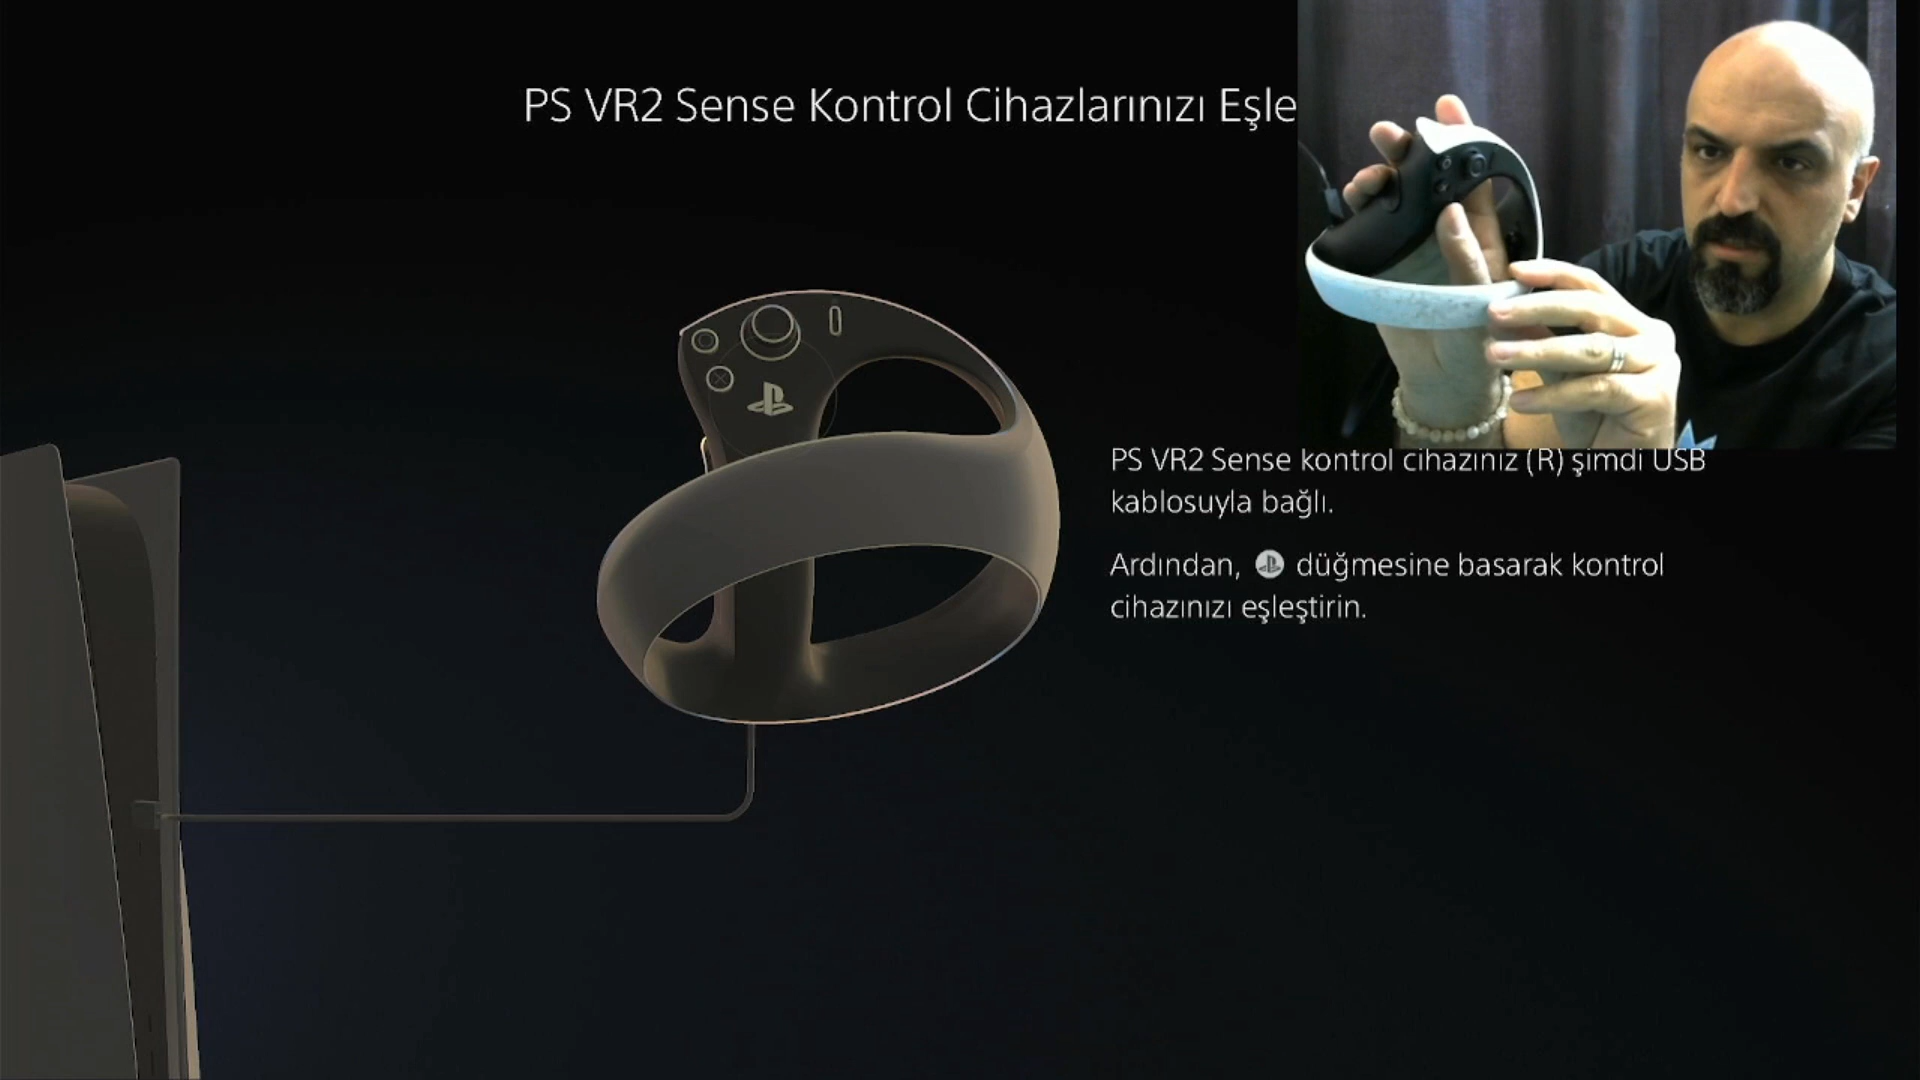 PS VR2 Sense Kontrol Cihazlarınızı Eşle
PS VR2 Sense kontrol cihazınız (R) şimdi USB
kablosuyla bağlı.
Ardından, düğmesine basarak kontrol
cihazınızı eşleştirin.